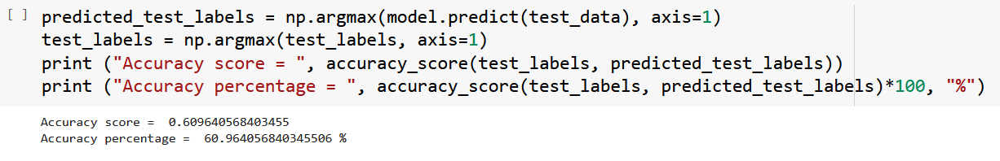 [ ] predicted_test_labels = np.argmax(model.predict(test_data), axis=1)
test_labels = np.argmax(test_labels, axis=1)
print ("Accuracy score = ", accuracy_score(test_labels, predicted_test_labels))
print ("Accuracy percentage = ", accuracy_score(test_labels, predicted_test_labels)*100, "%")
Accuracy score =  0.609640568403455
Accuracy percentage =  60.964056840345506 %